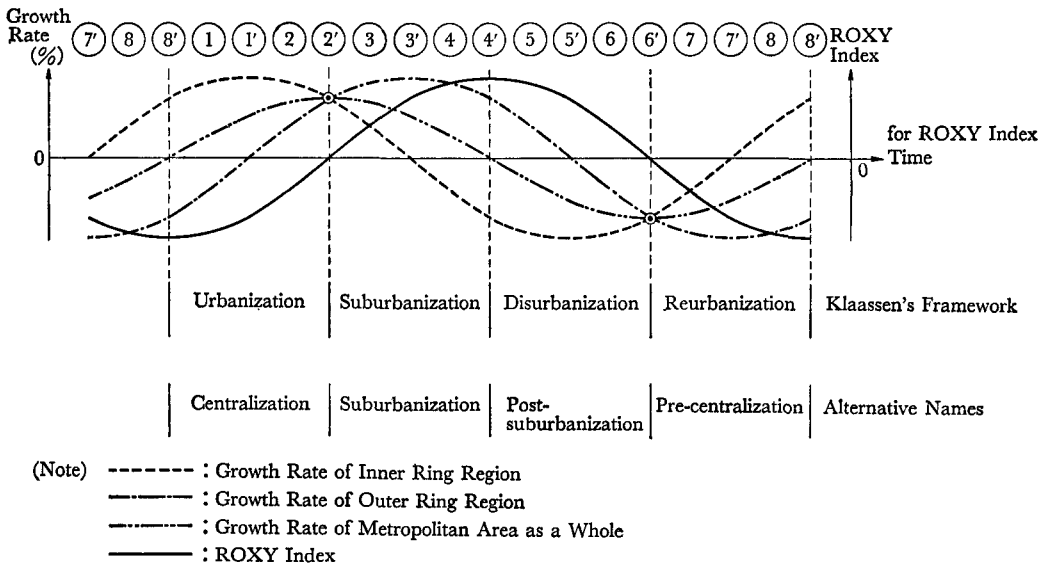 Growth
Rate
(%)
7′ 8 8′ 1 1′ 2 2′ 3 3′ 4 4′ 5 5′ 6 6′ 7 7′ 8 8′
ROXY
Index
0
for ROXY Index
Time
0
Urbanization Suburbanization Disurbanization Reurbanization Klaassen's Framework
Centralization Suburbanization Post-suburbanization Pre-centralization Alternative Names
(Note) : Growth Rate of Inner Ring Region
: Growth Rate of Outer Ring Region
: Growth Rate of Metropolitan Area as a Whole
: ROXY Index